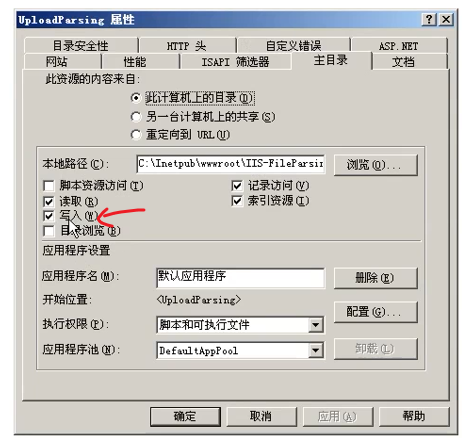 UploadParsing 属性
目录安全性 HTTP 头 自定义错误 ASP.NET
网站 性能 ISAPI 筛选器 主目录 文档
此资源的内容来自:
此计算机上的目录(D)
另一台计算机上的共享(S)
重定向到 URL(U)
本地路径(C): C:\Inetpub\wwwroot\IIS-FileParsir 浏览(O)...
脚本资源访问(T) 记录访问(V)
读取(R) 索引资源(I)
写入(W)
目录浏览(B)
应用程序设置
应用程序名(M): 默认应用程序 删除(E)
开始位置: <UploadParsing>
配置(G)...
执行权限(P): 脚本和可执行文件
应用程序池(N): DefaultAppPool 卸载(L)
确定 取消 应用(A) 帮助